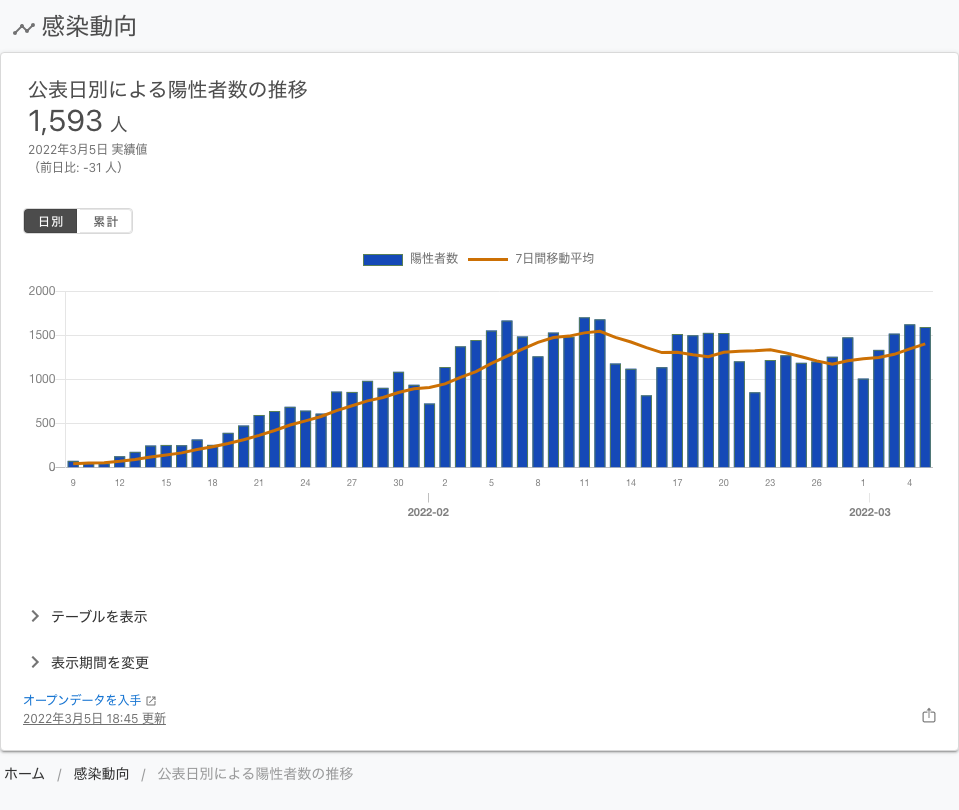 感染動向
公表日別による陽性者数の推移
1,593 人
2022年3月5日 実績値
（前日比: -31 人）
日別 累計
陽性者数 7日間移動平均
2000
1500
1000
500
0
9 12 15 18 21 24 27 30 2 5 8 11 14 17 20 23 26 1 4
2022-02 2022-03
テーブルを表示
表示期間を変更
オープンデータを入手
2022年3月5日 18:45 更新
ホーム / 感染動向 / 公表日別による陽性者数の推移